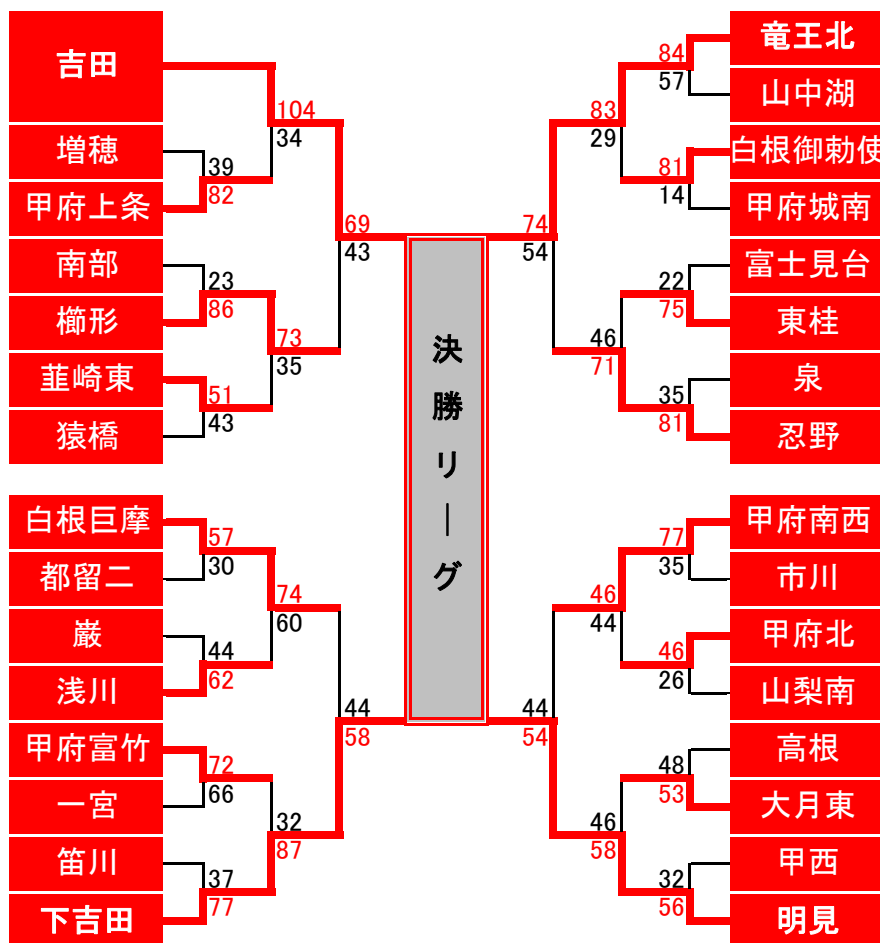 吉田
増穂
甲府上条
南部
櫛形
韮崎東
猿橋
白根巨摩
都留二
巌
浅川
甲府富竹
一宮
笛川
下吉田
39
82
23
86
51
43
57
30
44
62
72
66
37
77
104
34
73
35
74
60
32
87
69
43
44
58
決勝リーグ
74
54
44
54
83
29
46
71
46
44
46
58
84
57
81
14
22
75
35
81
77
35
46
26
48
53
32
56
竜王北
山中湖
白根御勅使
甲府城南
富士見台
東桂
泉
忍野
甲府南西
市川
甲府北
山梨南
高根
大月東
甲西
明見